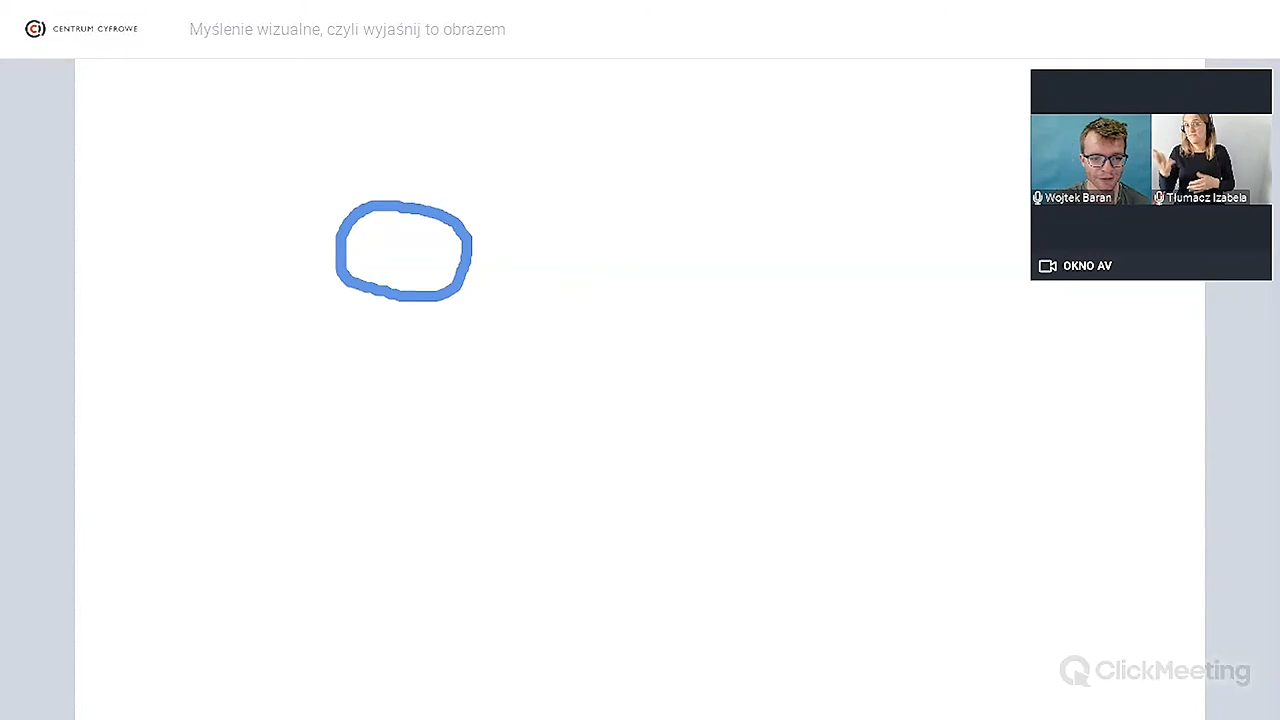 CENTRUM CYFROWE
Myślenie wizualne, czyli wyjaśnij to obrazem
Wojtek Baran
Tłumacz Izabela
OKNO AV
ClickMeeting